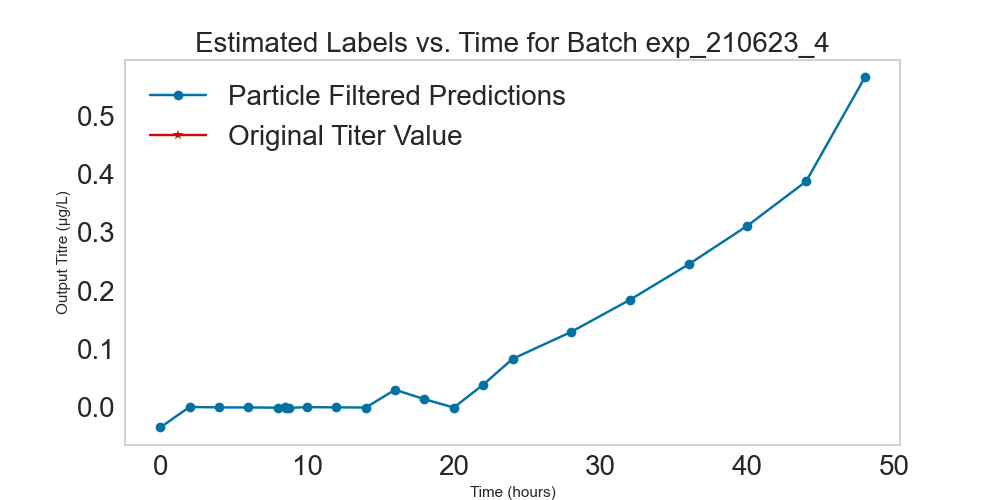 Estimated Labels vs. Time for Batch exp_210623_4
Particle Filtered Predictions
Original Titer Value
Output Titre (µg/L)
0.5
0.4
0.3
0.2
0.1
0.0
0 10 20 30 40 50
Time (hours)